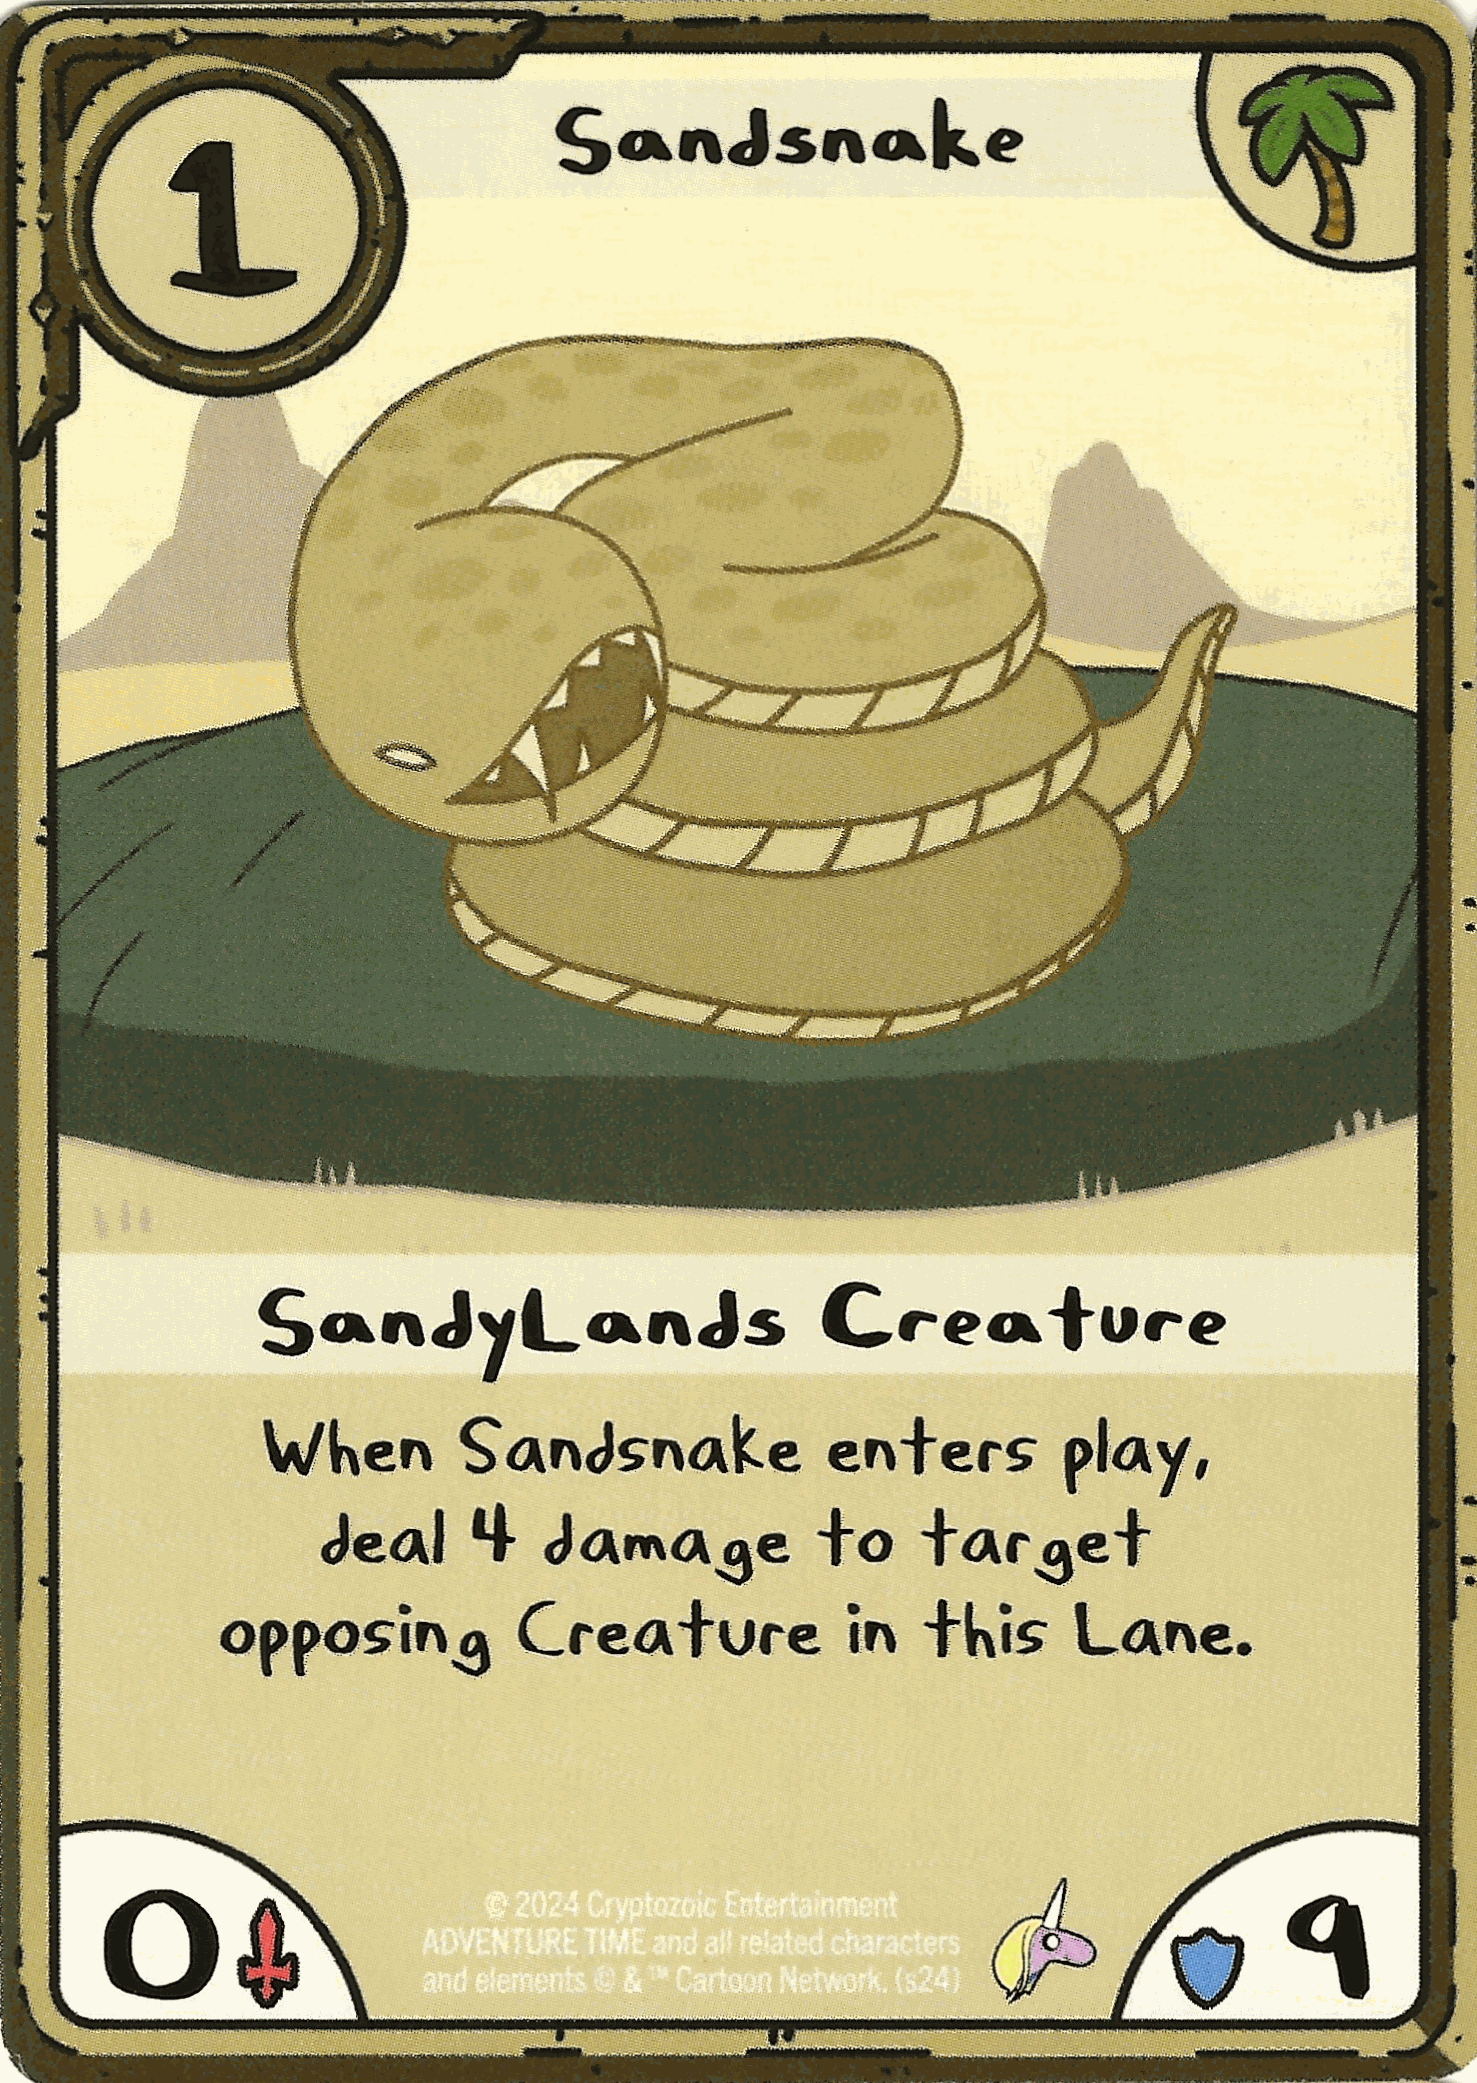 1
Sandsnake
SandyLands Creature
When Sandsnake enters play,
deal 4 damage to target
opposing Creature in this Lane.
0
© 2024 Cryptozoic Entertainment
ADVENTURE TIME and all related characters
and elements © & ™ Cartoon Network. (s24)
9